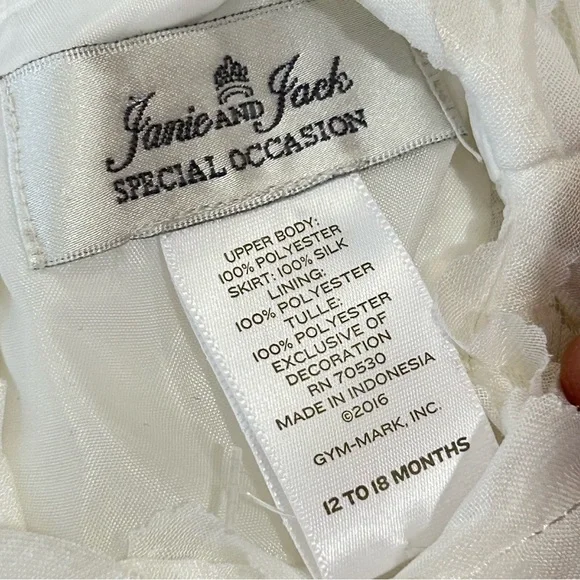 Janie AND Jack
SPECIAL OCCASION
UPPER BODY:
100% POLYESTER
SKIRT: 100% SILK
LINING:
100% POLYESTER
TULLE:
100% POLYESTER
EXCLUSIVE OF
DECORATION
RN 70530
MADE IN INDONESIA
©2016
GYM-MARK, INC.
12 TO 18 MONTHS